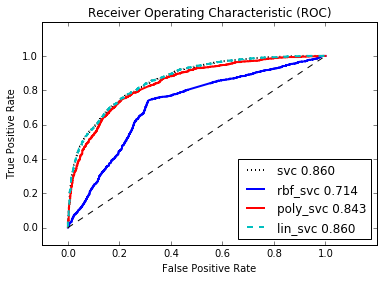 Receiver Operating Characteristic (ROC)
True Positive Rate
1.0
0.8
0.6
0.4
0.2
0.0
svc 0.860
rbf_svc 0.714
poly_svc 0.843
lin_svc 0.860
0.0 0.2 0.4 0.6 0.8 1.0
False Positive Rate